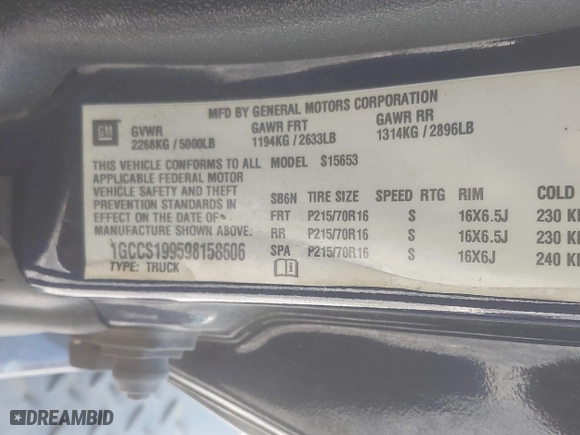 MFD BY GENERAL MOTORS CORPORATION
GM
GVWR GAWR FRT GAWR RR
2268KG / 5000LB 1194KG / 2633LB 1314KG / 2896LB
THIS VEHICLE CONFORMS TO ALL MODEL S15653
APPLICABLE FEDERAL MOTOR
VEHICLE SAFETY AND THEFT
PREVENTION STANDARDS IN
EFFECT ON THE DATE OF
MANUFACTURE SHOWN ABOVE.
1GCCS199598158606
TYPE: TRUCK
SB6N TIRE SIZE SPEED RTG RIM COLD
FRT P215/70R16 S 16X6.5J 230 K
RR P215/70R16 S 16X6.5J 230 K
SPA P215/70R16 S 16X6J 240 K
DREAMBID